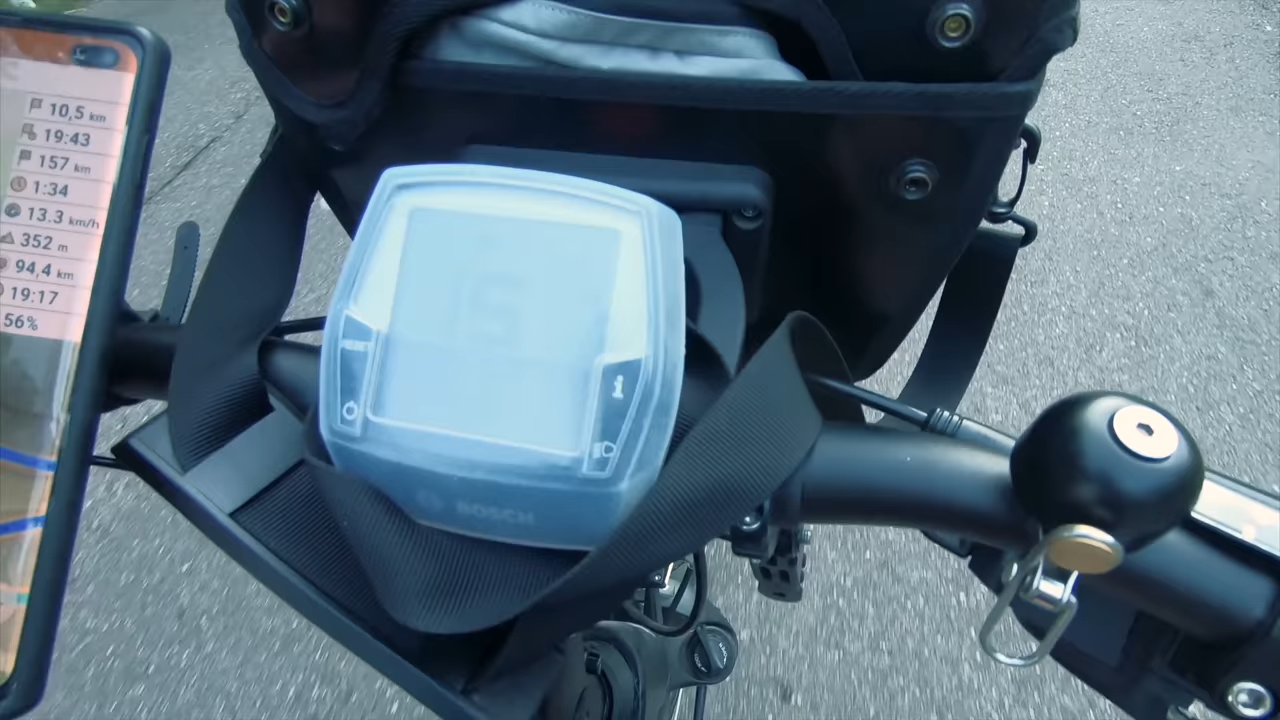 10,5 km
19:43
157 km
1:34
13.3 km/h
352 m
94,4 km
19:17
56%
RESET
i
BOSCH